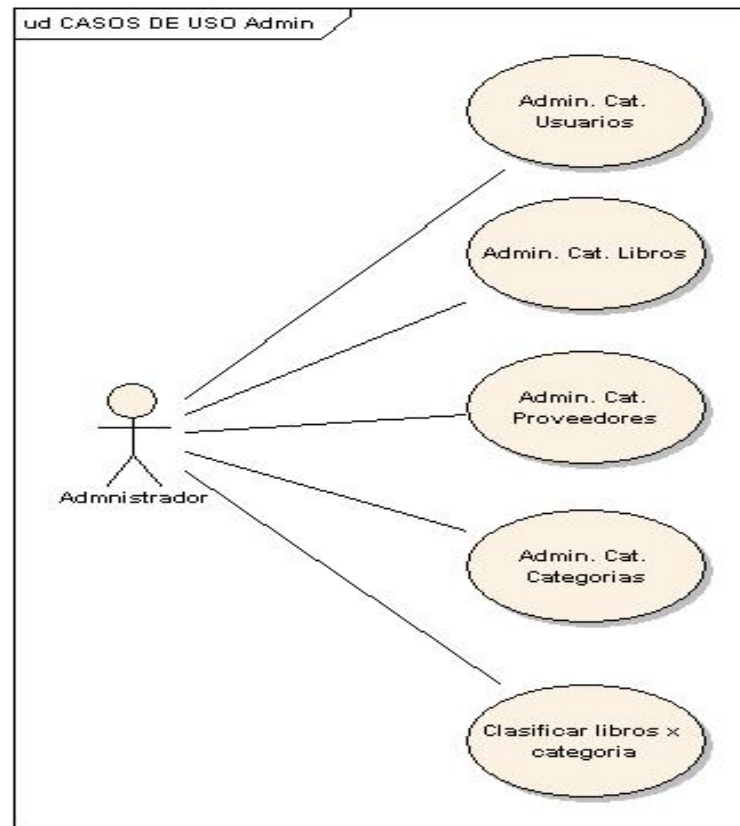 ud CASOS DE USO Admin
Admin. Cat.
Usuarios
Admin. Cat. Libros
Admin. Cat.
Proveedores
Admnistrador
Admin. Cat.
Categorias
Clasificar libros x
categoria